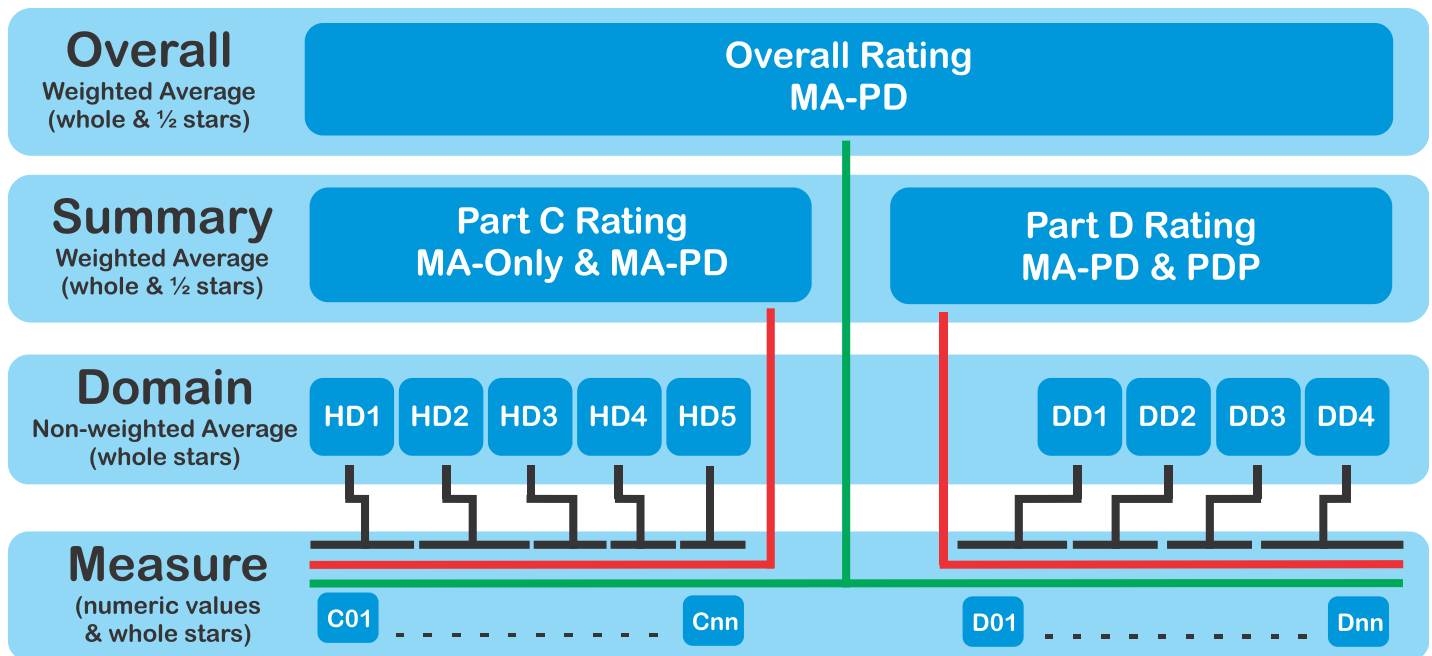 Overall
Weighted Average
(whole & ½ stars)
Overall Rating
MA-PD
Summary
Weighted Average
(whole & ½ stars)
Part C Rating
MA-Only & MA-PD
Part D Rating
MA-PD & PDP
Domain
Non-weighted Average
(whole stars)
HD1 HD2 HD3 HD4 HD5
DD1 DD2 DD3 DD4
Measure
(numeric values
& whole stars)
C01 Cnn
D01 Dnn